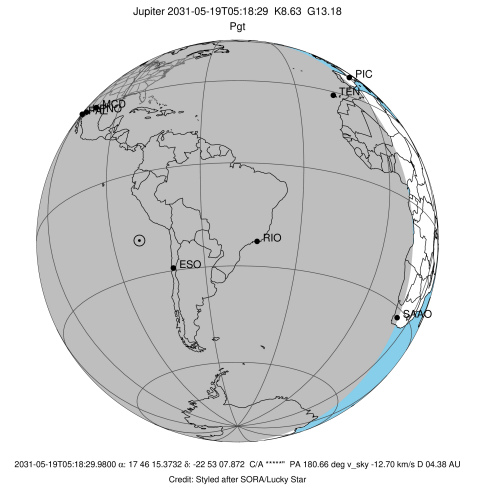 Jupiter 2031-05-19T05:18:29 K8.63 G13.18
Pgt
PIC
TEN
MCD
RIO
ESO
SAAO
2031-05-19T05:18:29.9800 α: 17 46 15.3732 δ: -22 53 07.872 C/A *****" PA 180.66 deg v_sky -12.70 km/s D 04.38 AU
Credit: Styled after SORA/Lucky Star